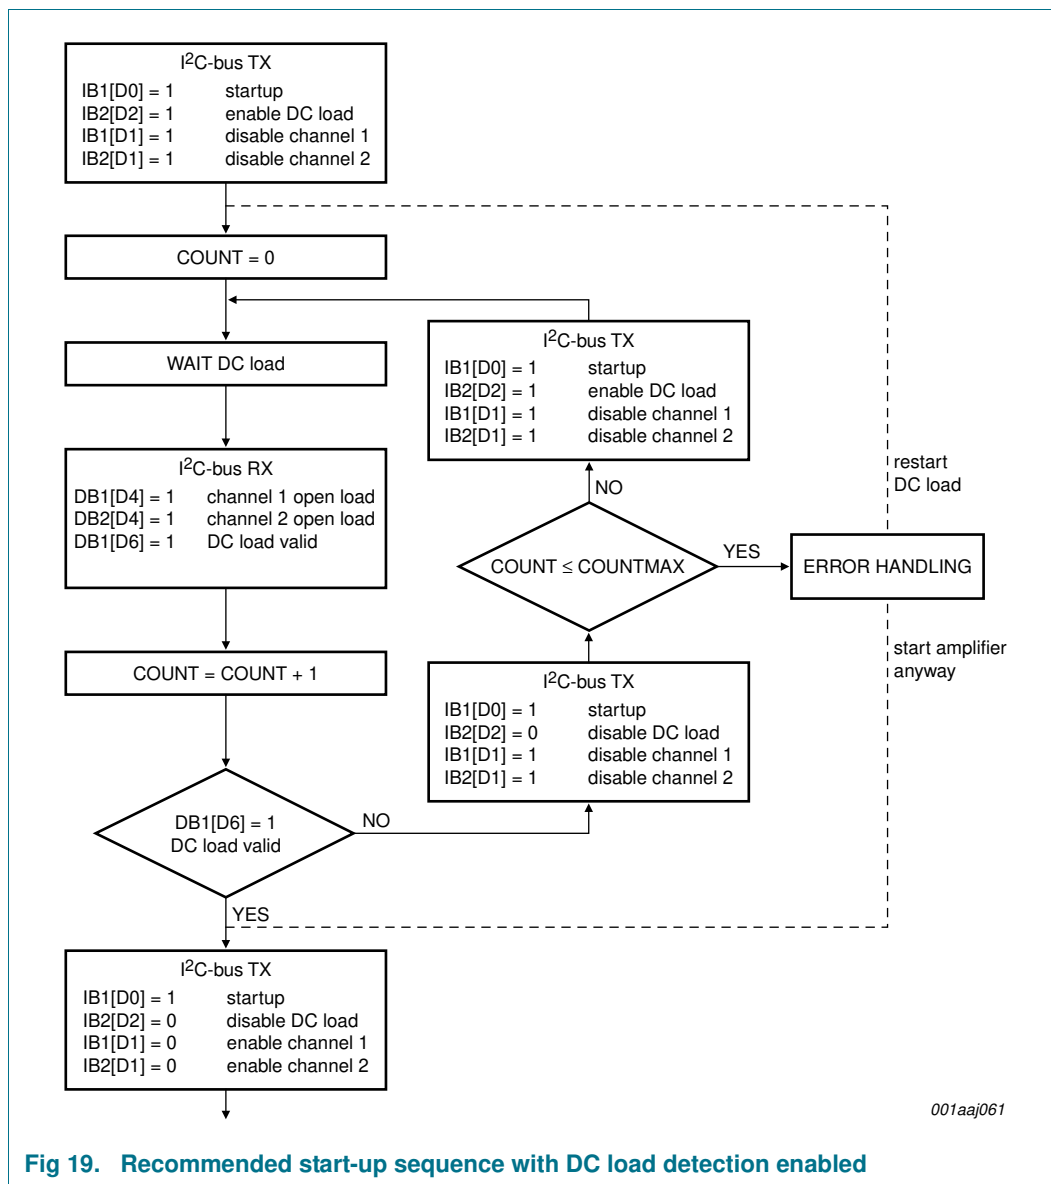 I2C-bus TX
IB1[D0] = 1 startup
IB2[D2] = 1 enable DC load
IB1[D1] = 1 disable channel 1
IB2[D1] = 1 disable channel 2
COUNT = 0
WAIT DC load
I2C-bus RX
DB1[D4] = 1 channel 1 open load
DB2[D4] = 1 channel 2 open load
DB1[D6] = 1 DC load valid
COUNT = COUNT + 1
DB1[D6] = 1
DC load valid
NO
YES
I2C-bus TX
IB1[D0] = 1 startup
IB2[D2] = 0 disable DC load
IB1[D1] = 0 enable channel 1
IB2[D1] = 0 enable channel 2
I2C-bus TX
IB1[D0] = 1 startup
IB2[D2] = 1 enable DC load
IB1[D1] = 1 disable channel 1
IB2[D1] = 1 disable channel 2
NO
COUNT ≤ COUNTMAX
YES
I2C-bus TX
IB1[D0] = 1 startup
IB2[D2] = 0 disable DC load
IB1[D1] = 1 disable channel 1
IB2[D1] = 1 disable channel 2
restart
DC load
ERROR HANDLING
start amplifier
anyway
001aaj061
Fig 19. Recommended start-up sequence with DC load detection enabled